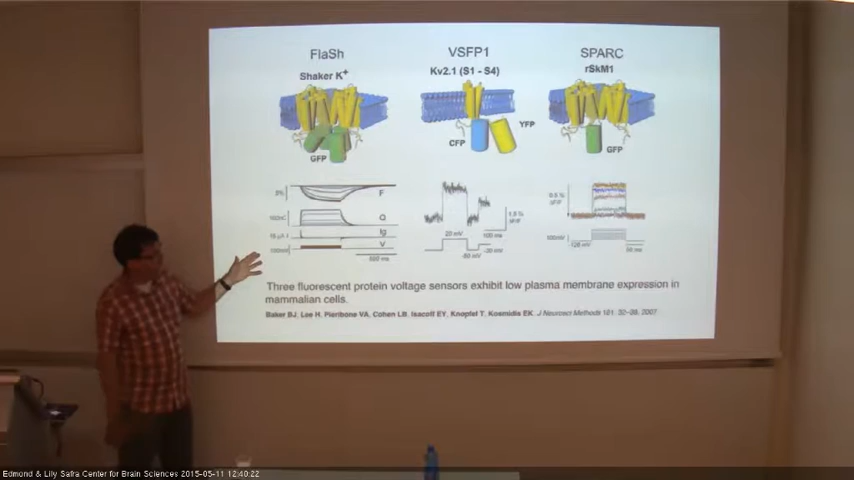 FlaSh
VSFP1
SPARC
Shaker K+
Kv2.1 (S1 - S4)
rSkM1
GFP
CFP
YFP
GFP
F
Q
Ig
V
20 mV
-80 mV
100 ms
Three fluorescent protein voltage sensors exhibit low plasma membrane expression in
mammalian cells.
Baker BJ, Lee H, Pieribone VA, Cohen LB, Isacoff EY, Knopfel T, Kosmidis EK. J Neurosci Methods 161, 32-38, 2007
Edmond & Lily Safra Center for Brain Sciences 2015-05-11 12:40:22